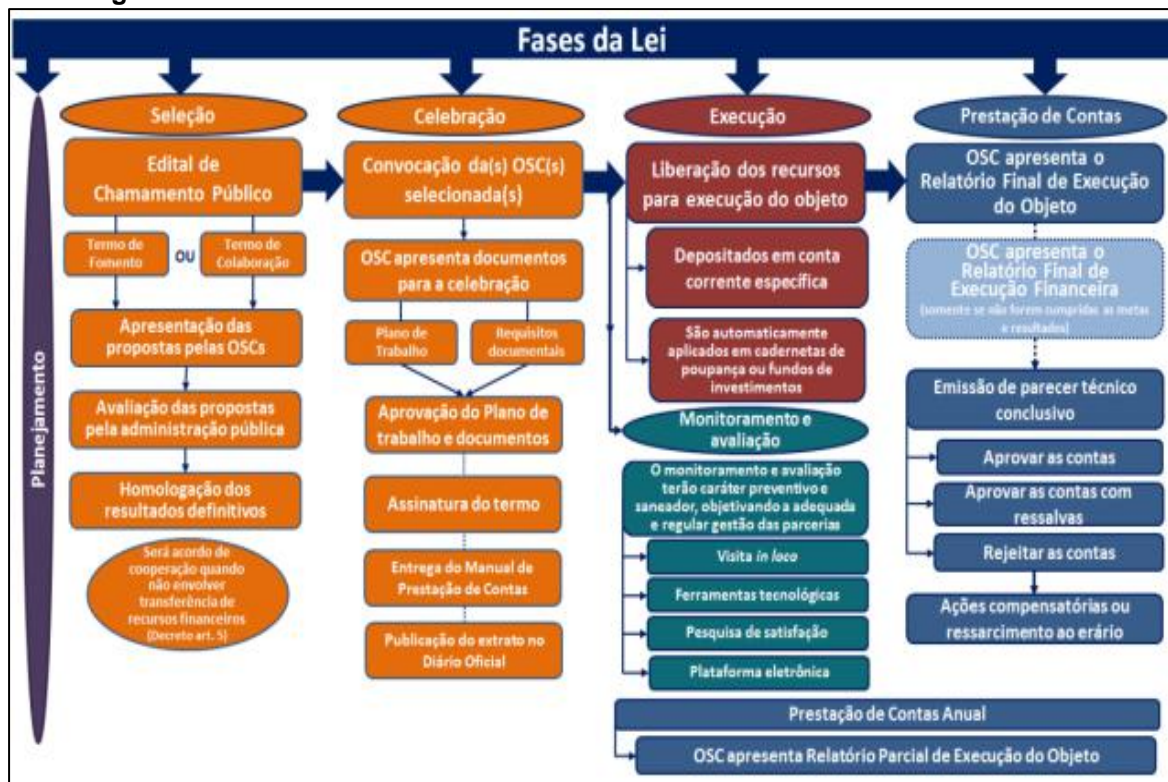 Fases da Lei
Planejamento
Seleção
Edital de
Chamamento Público
Termo de
Fomento
OU
Termo de
Colaboração
Apresentação das
propostas pelas OSCs
Avaliação das propostas
pela administração pública
Homologação dos
resultados definitivos
Será acordo de
cooperação quando
não envolver
transferência de
recursos financeiros
(Decreto art. 5)
Celebração
Convocação da(s) OSC(s)
selecionada(s)
OSC apresenta documentos
para a celebração
Plano de
Trabalho
Requisitos
documentais
Aprovação do Plano de
trabalho e documentos
Assinatura do termo
Entrega do Manual de
Prestação de Contas
Publicação do extrato no
Diário Oficial
Execução
Liberação dos recursos
para execução do objeto
Depositados em conta
corrente específica
São automaticamente
aplicados em cadernetas de
poupança ou fundos de
investimentos
Monitoramento e
avaliação
O monitoramento e avaliação
terão caráter preventivo e
saneador, objetivando a adequada
e regular gestão das parcerias
Visita in loco
Ferramentas tecnológicas
Pesquisa de satisfação
Plataforma eletrônica
Prestação de Contas
OSC apresenta o
Relatório Final de Execução
do Objeto
OSC apresenta o
Relatório Final de
Execução Financeira
(somente se não forem cumpridas as metas
e resultados)
Emissão de parecer técnico
conclusivo
Aprovar as contas
Aprovar as contas com
ressalvas
Rejeitar as contas
Ações compensatórias ou
ressarcimento ao erário
Prestação de Contas Anual
OSC apresenta Relatório Parcial de Execução do Objeto